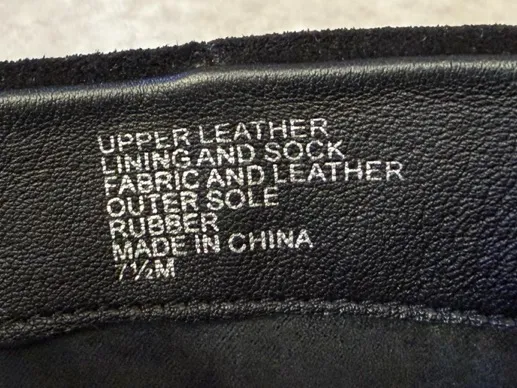 UPPER LEATHER
LINING AND SOCK
FABRIC AND LEATHER
OUTER SOLE
RUBBER
MADE IN CHINA
7½M